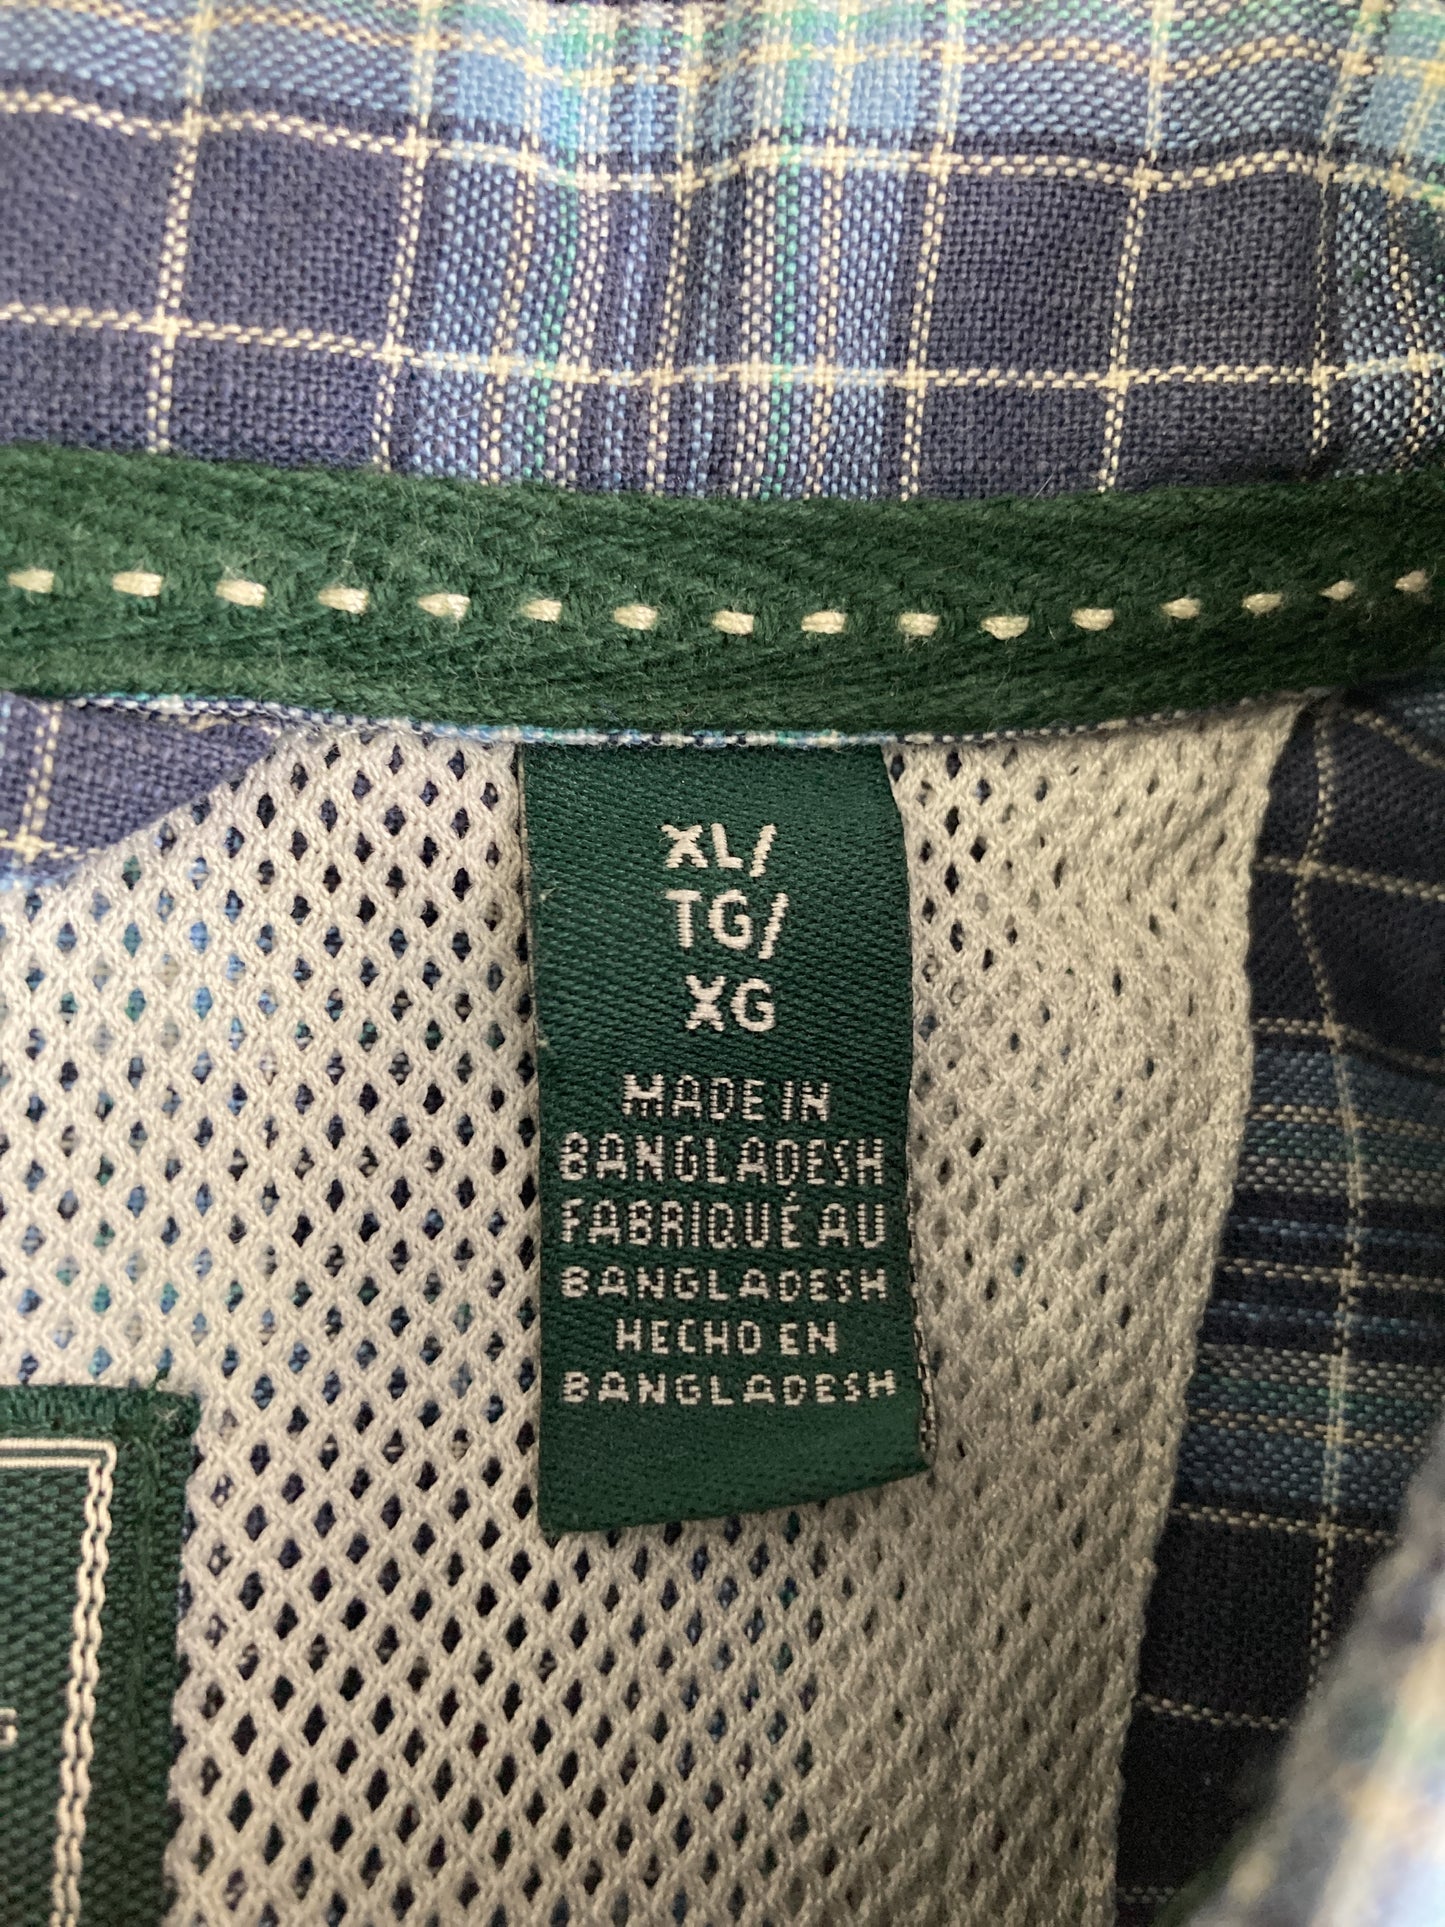 XL/
TG/
XG
MADE IN
BANGLADESH
FABRIQUÉ AU
BANGLADESH
HECHO EN
BANGLADESH